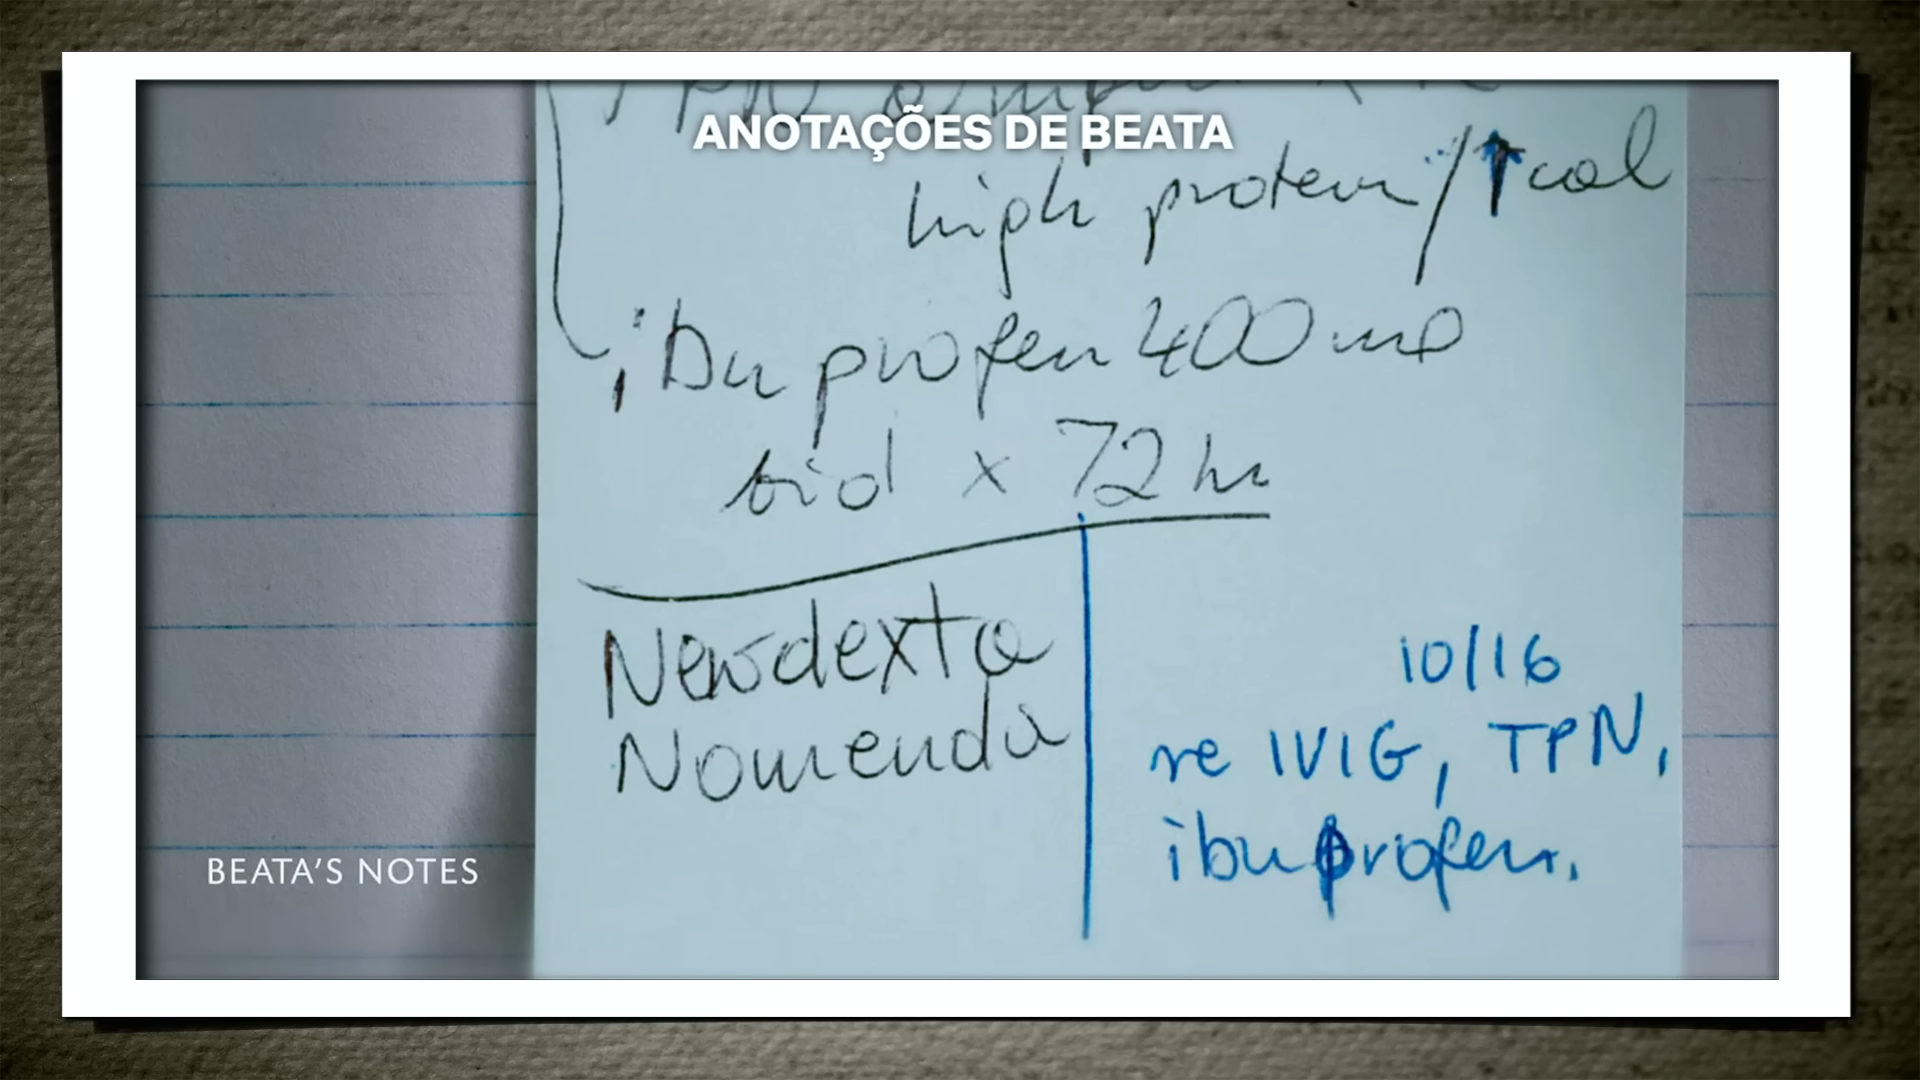 ANOTAÇÕES DE BEATA
high protein/↑cal
ibuprofen 400 mg
bid x 72 hr
Newdexta
Nomenda
10/16
re IVIG, TPN,
ibuprofen.
BEATA'S NOTES